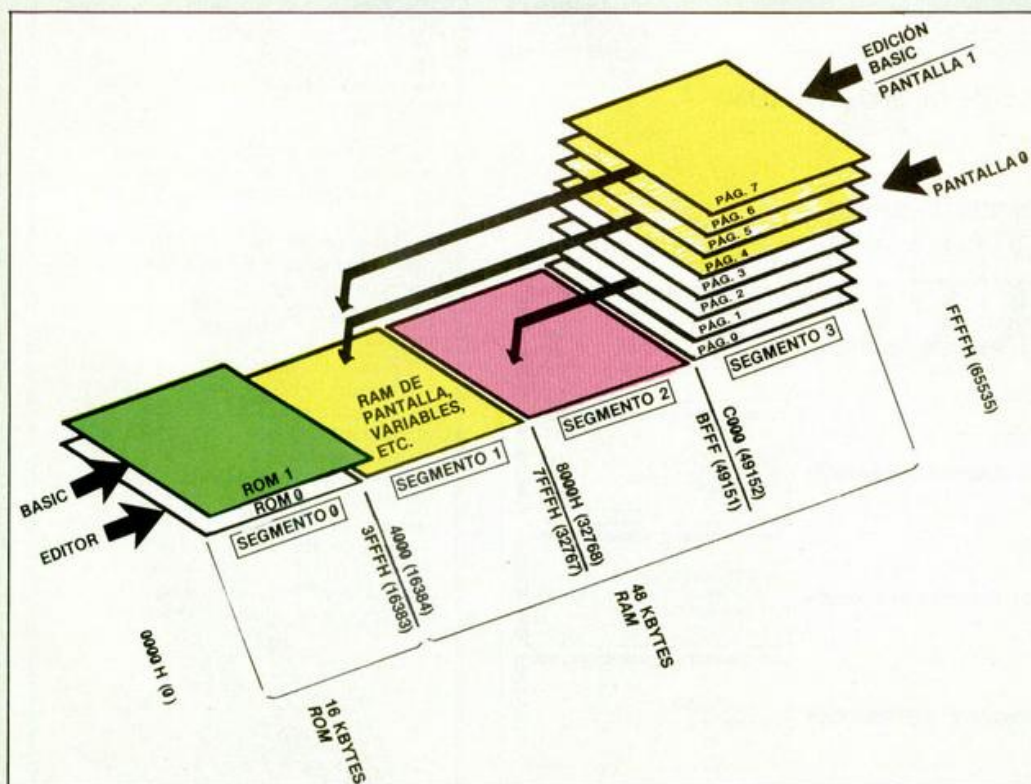 EDICIÓN
BASIC
PANTALLA 1
PANTALLA 0
PÁG. 7
PÁG. 6
PÁG. 5
PÁG. 4
PÁG. 3
PÁG. 2
PÁG. 1
PÁG. 0
SEGMENTO 3
FFFFH (65535)
RAM DE
PANTALLA,
VARIABLES,
ETC.
SEGMENTO 2
C000 (49152)
BFFF (49151)
SEGMENTO 1
8000H (32768)
7FFFH (32767)
ROM 1
ROM 0
BASIC
EDITOR
SEGMENTO 0
4000 (16384)
3FFFH (16383)
48 KBYTES
RAM
0000 H (0)
16 KBYTES
ROM